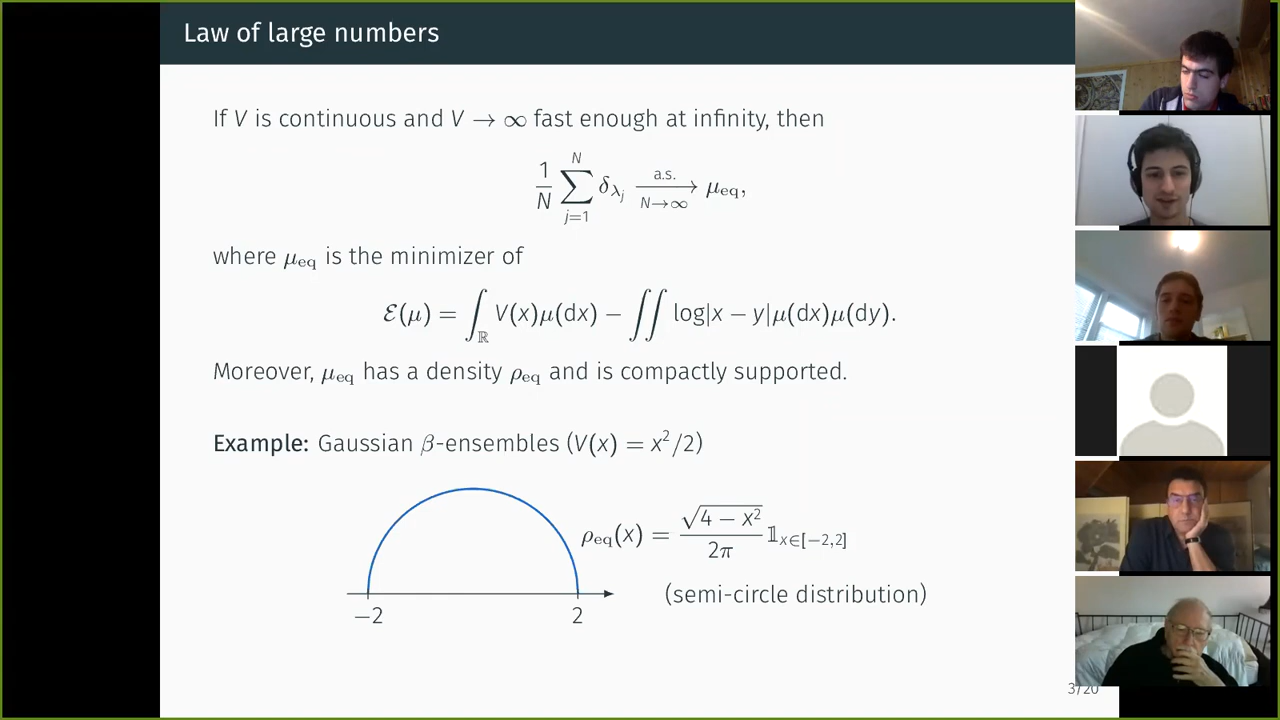 Law of large numbers
If V is continuous and V → ∞ fast enough at infinity, then
1/N ∑_{j=1}^{N} δ_{λ_j} →^{a.s.}_{N→∞} μ_eq,
where μ_eq is the minimizer of
ℰ(μ) = ∫_ℝ V(x)μ(dx) − ∬ log|x − y|μ(dx)μ(dy).
Moreover, μ_eq has a density ρ_eq and is compactly supported.
Example: Gaussian β-ensembles (V(x) = x²/2)
ρ_eq(x) = √(4 − x²)/2π 𝟙_{x∈[−2,2]}
(semi-circle distribution)
−2 2
3/20